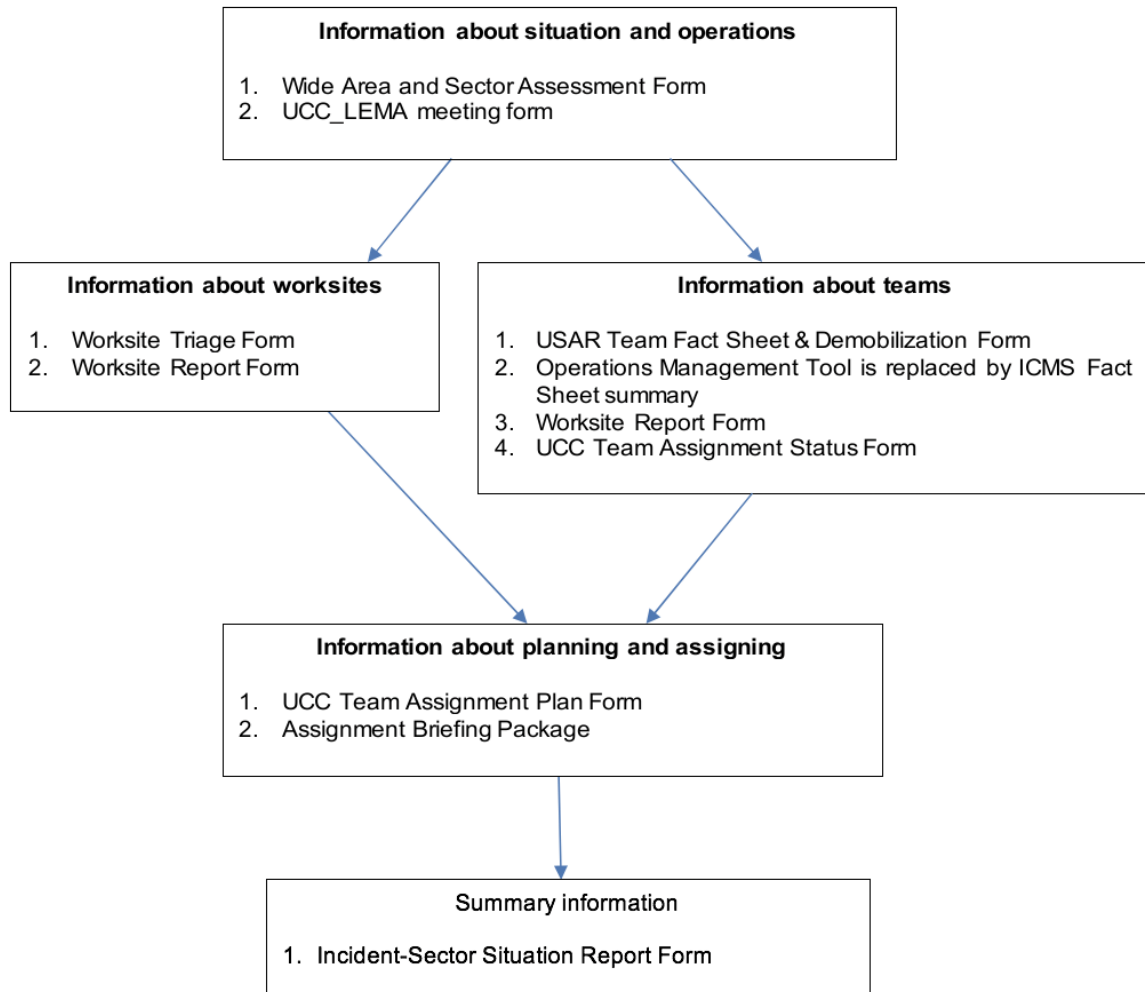 Information about situation and operations
1. Wide Area and Sector Assessment Form
2. UCC_LEMA meeting form
Information about worksites
1. Worksite Triage Form
2. Worksite Report Form
Information about teams
1. USAR Team Fact Sheet & Demobilization Form
2. Operations Management Tool is replaced by ICMS Fact
Sheet summary
3. Worksite Report Form
4. UCC Team Assignment Status Form
Information about planning and assigning
1. UCC Team Assignment Plan Form
2. Assignment Briefing Package
Summary information
1. Incident-Sector Situation Report Form